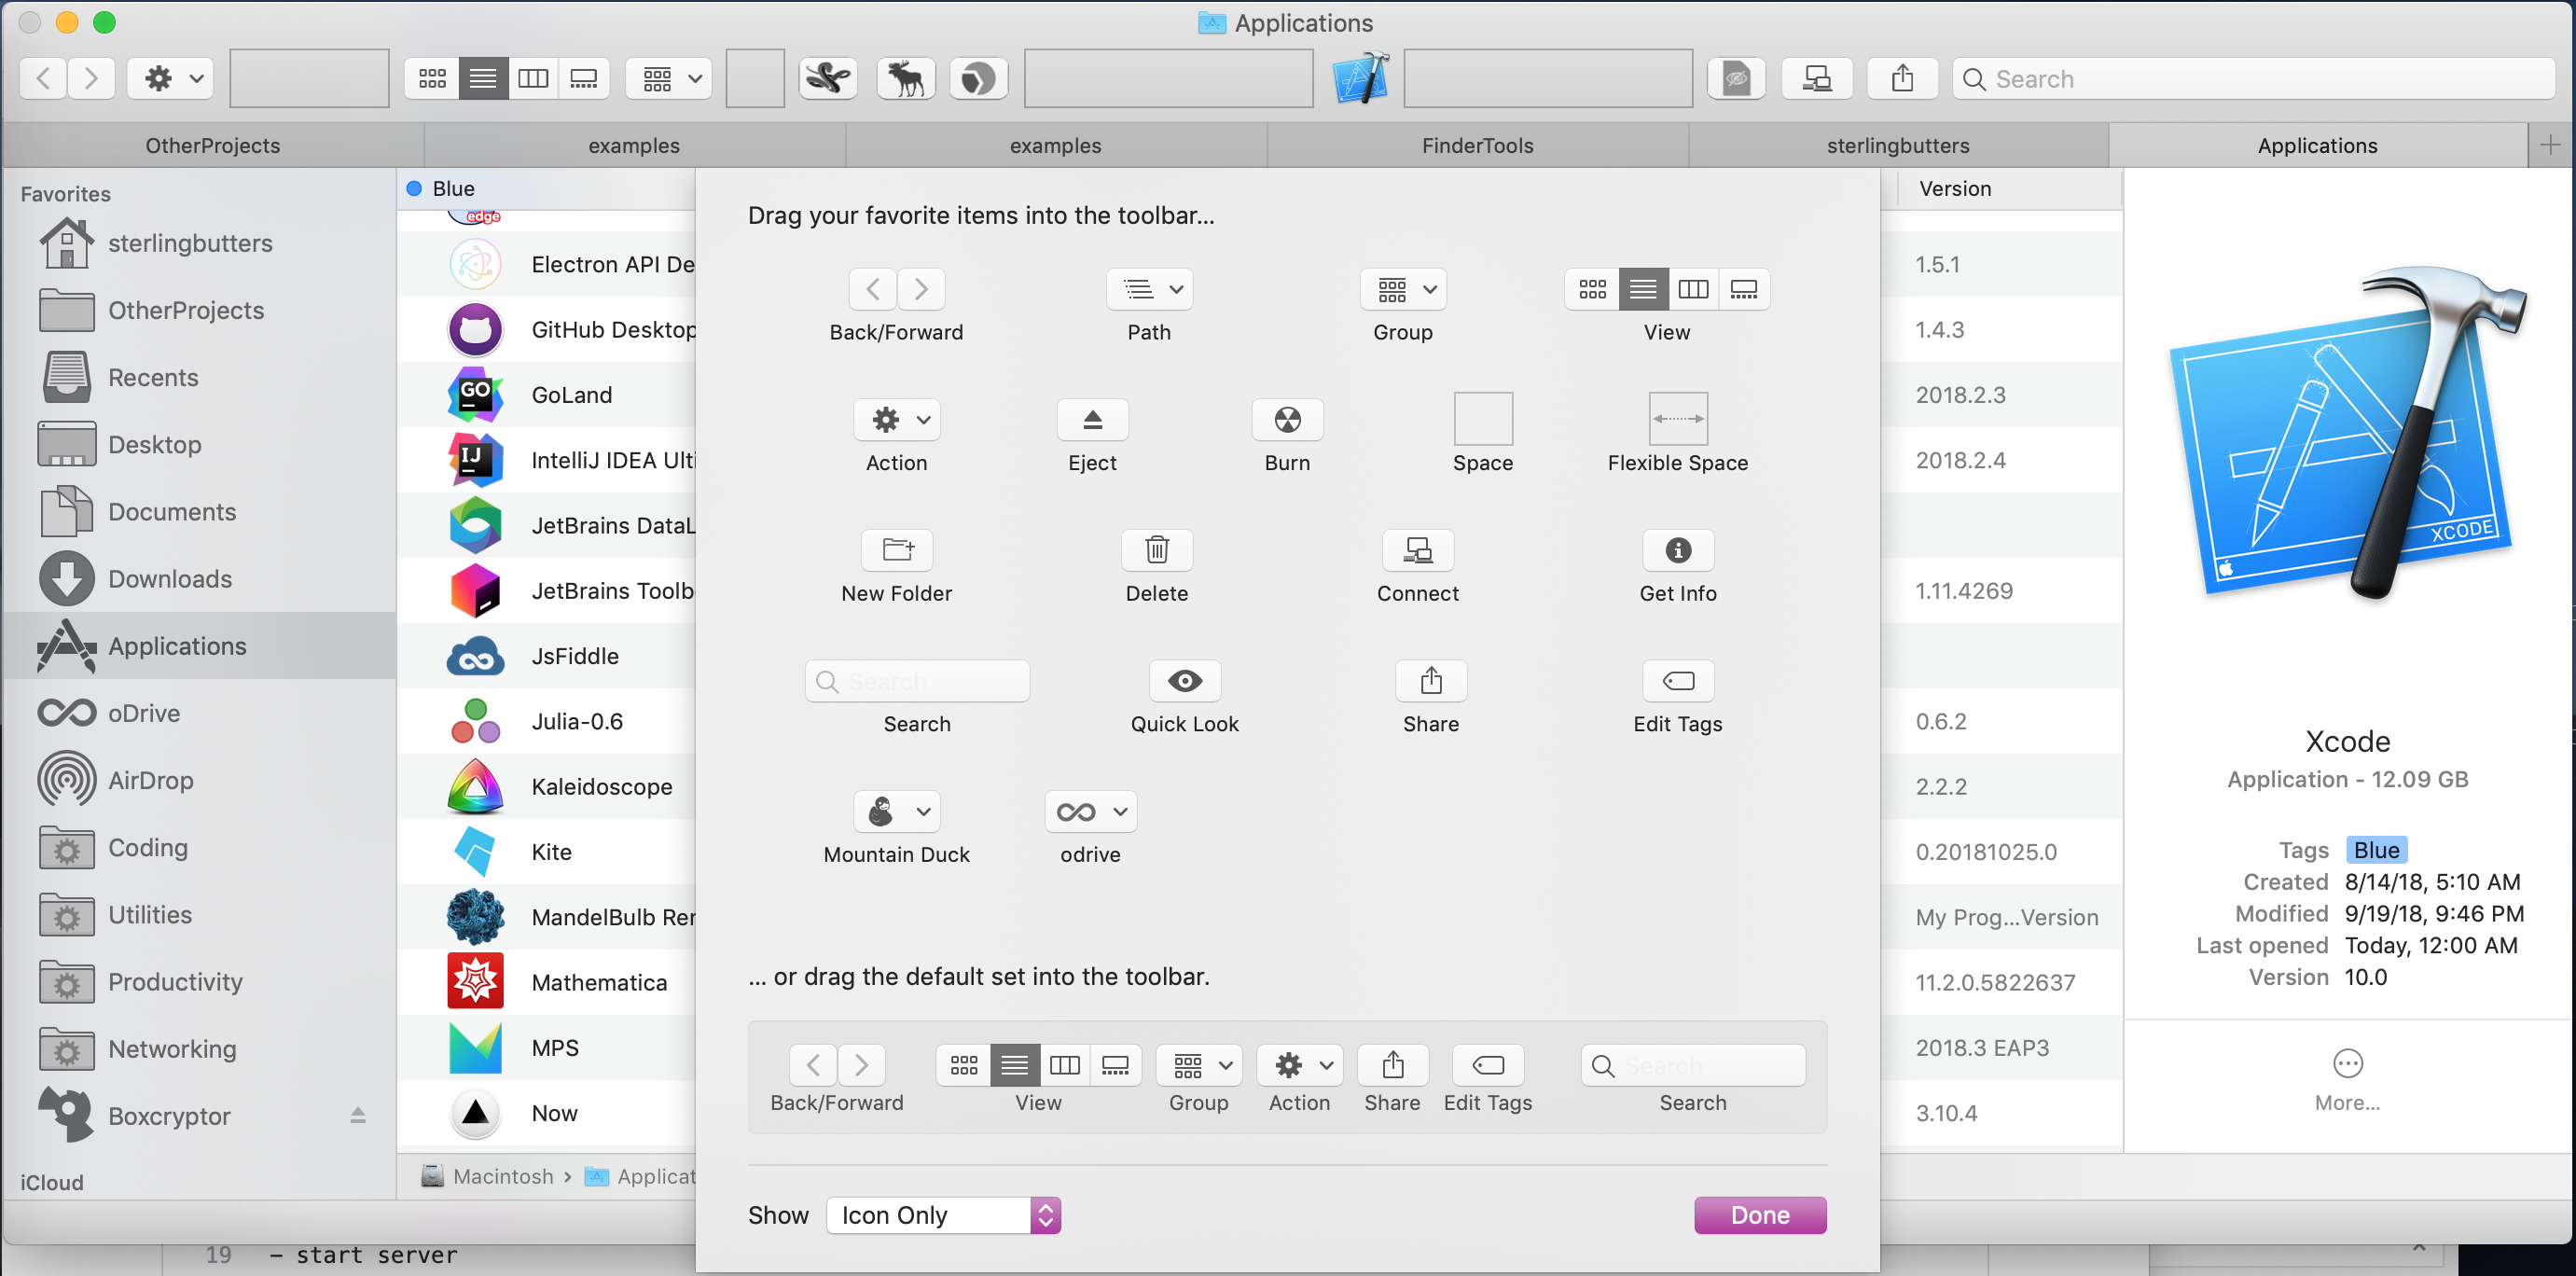 Applications
Search
OtherProjects
examples
examples
FinderTools
sterlingbutters
Applications
Favorites
sterlingbutters
OtherProjects
Recents
Desktop
Documents
Downloads
Applications
oDrive
AirDrop
Coding
Utilities
Productivity
Networking
Boxcryptor
iCloud
Blue
edge
Electron API De
GitHub Desktop
GO
GoLand
IJ
IntelliJ IDEA Ulti
JetBrains DataL
JetBrains Toolb
JsFiddle
Julia-0.6
Kaleidoscope
Kite
MandelBulb Rer
Mathematica
MPS
Now
Macintosh › Applicat
Drag your favorite items into the toolbar...
Back/Forward
Path
Group
View
Action
Eject
Burn
Space
Flexible Space
New Folder
Delete
Connect
Get Info
Search
Search
Quick Look
Share
Edit Tags
Mountain Duck
odrive
... or drag the default set into the toolbar.
Search
Back/Forward
View
Group
Action
Share
Edit Tags
Search
Show
Icon Only
Done
Version
1.5.1
1.4.3
2018.2.3
2018.2.4
1.11.4269
0.6.2
2.2.2
0.20181025.0
My Prog...Version
11.2.0.5822637
2018.3 EAP3
3.10.4
XCODE
Xcode
Application - 12.09 GB
Tags Blue
Created 8/14/18, 5:10 AM
Modified 9/19/18, 9:46 PM
Last opened Today, 12:00 AM
Version 10.0
More...
19 - start server